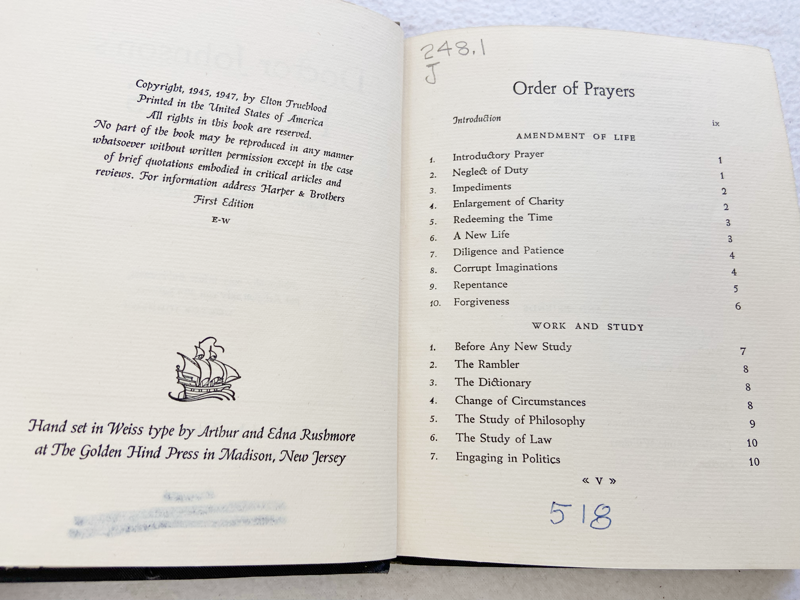 Copyright, 1945, 1947, by Elton Trueblood
Printed in the United States of America
All rights in this book are reserved.
No part of the book may be reproduced in any manner
whatsoever without written permission except in the case
of brief quotations embodied in critical articles and
reviews. For information address Harper & Brothers
First Edition
E-W
Hand set in Weiss type by Arthur and Edna Rushmore
at The Golden Hind Press in Madison, New Jersey
248.1
J
Order of Prayers
Introduction ix
AMENDMENT OF LIFE
1. Introductory Prayer 1
2. Neglect of Duty 1
3. Impediments 2
4. Enlargement of Charity 2
5. Redeeming the Time 3
6. A New Life 3
7. Diligence and Patience 4
8. Corrupt Imaginations 4
9. Repentance 5
10. Forgiveness 6
WORK AND STUDY
1. Before Any New Study 7
2. The Rambler 8
3. The Dictionary 8
4. Change of Circumstances 8
5. The Study of Philosophy 9
6. The Study of Law 10
7. Engaging in Politics 10
« V »
518